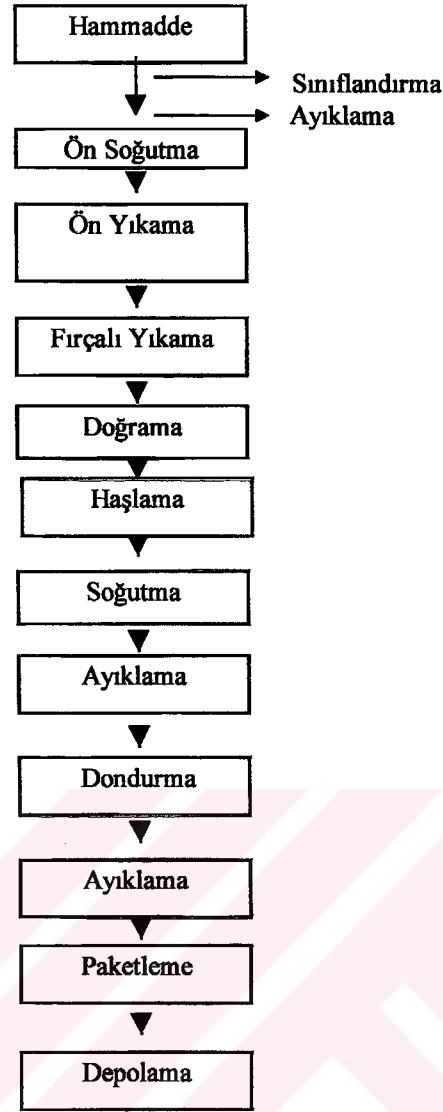 Hammadde
Sınıflandırma
Ayıklama
Ön Soğutma
Ön Yıkama
Fırçalı Yıkama
Doğrama
Haşlama
Soğutma
Ayıklama
Dondurma
Ayıklama
Paketleme
Depolama